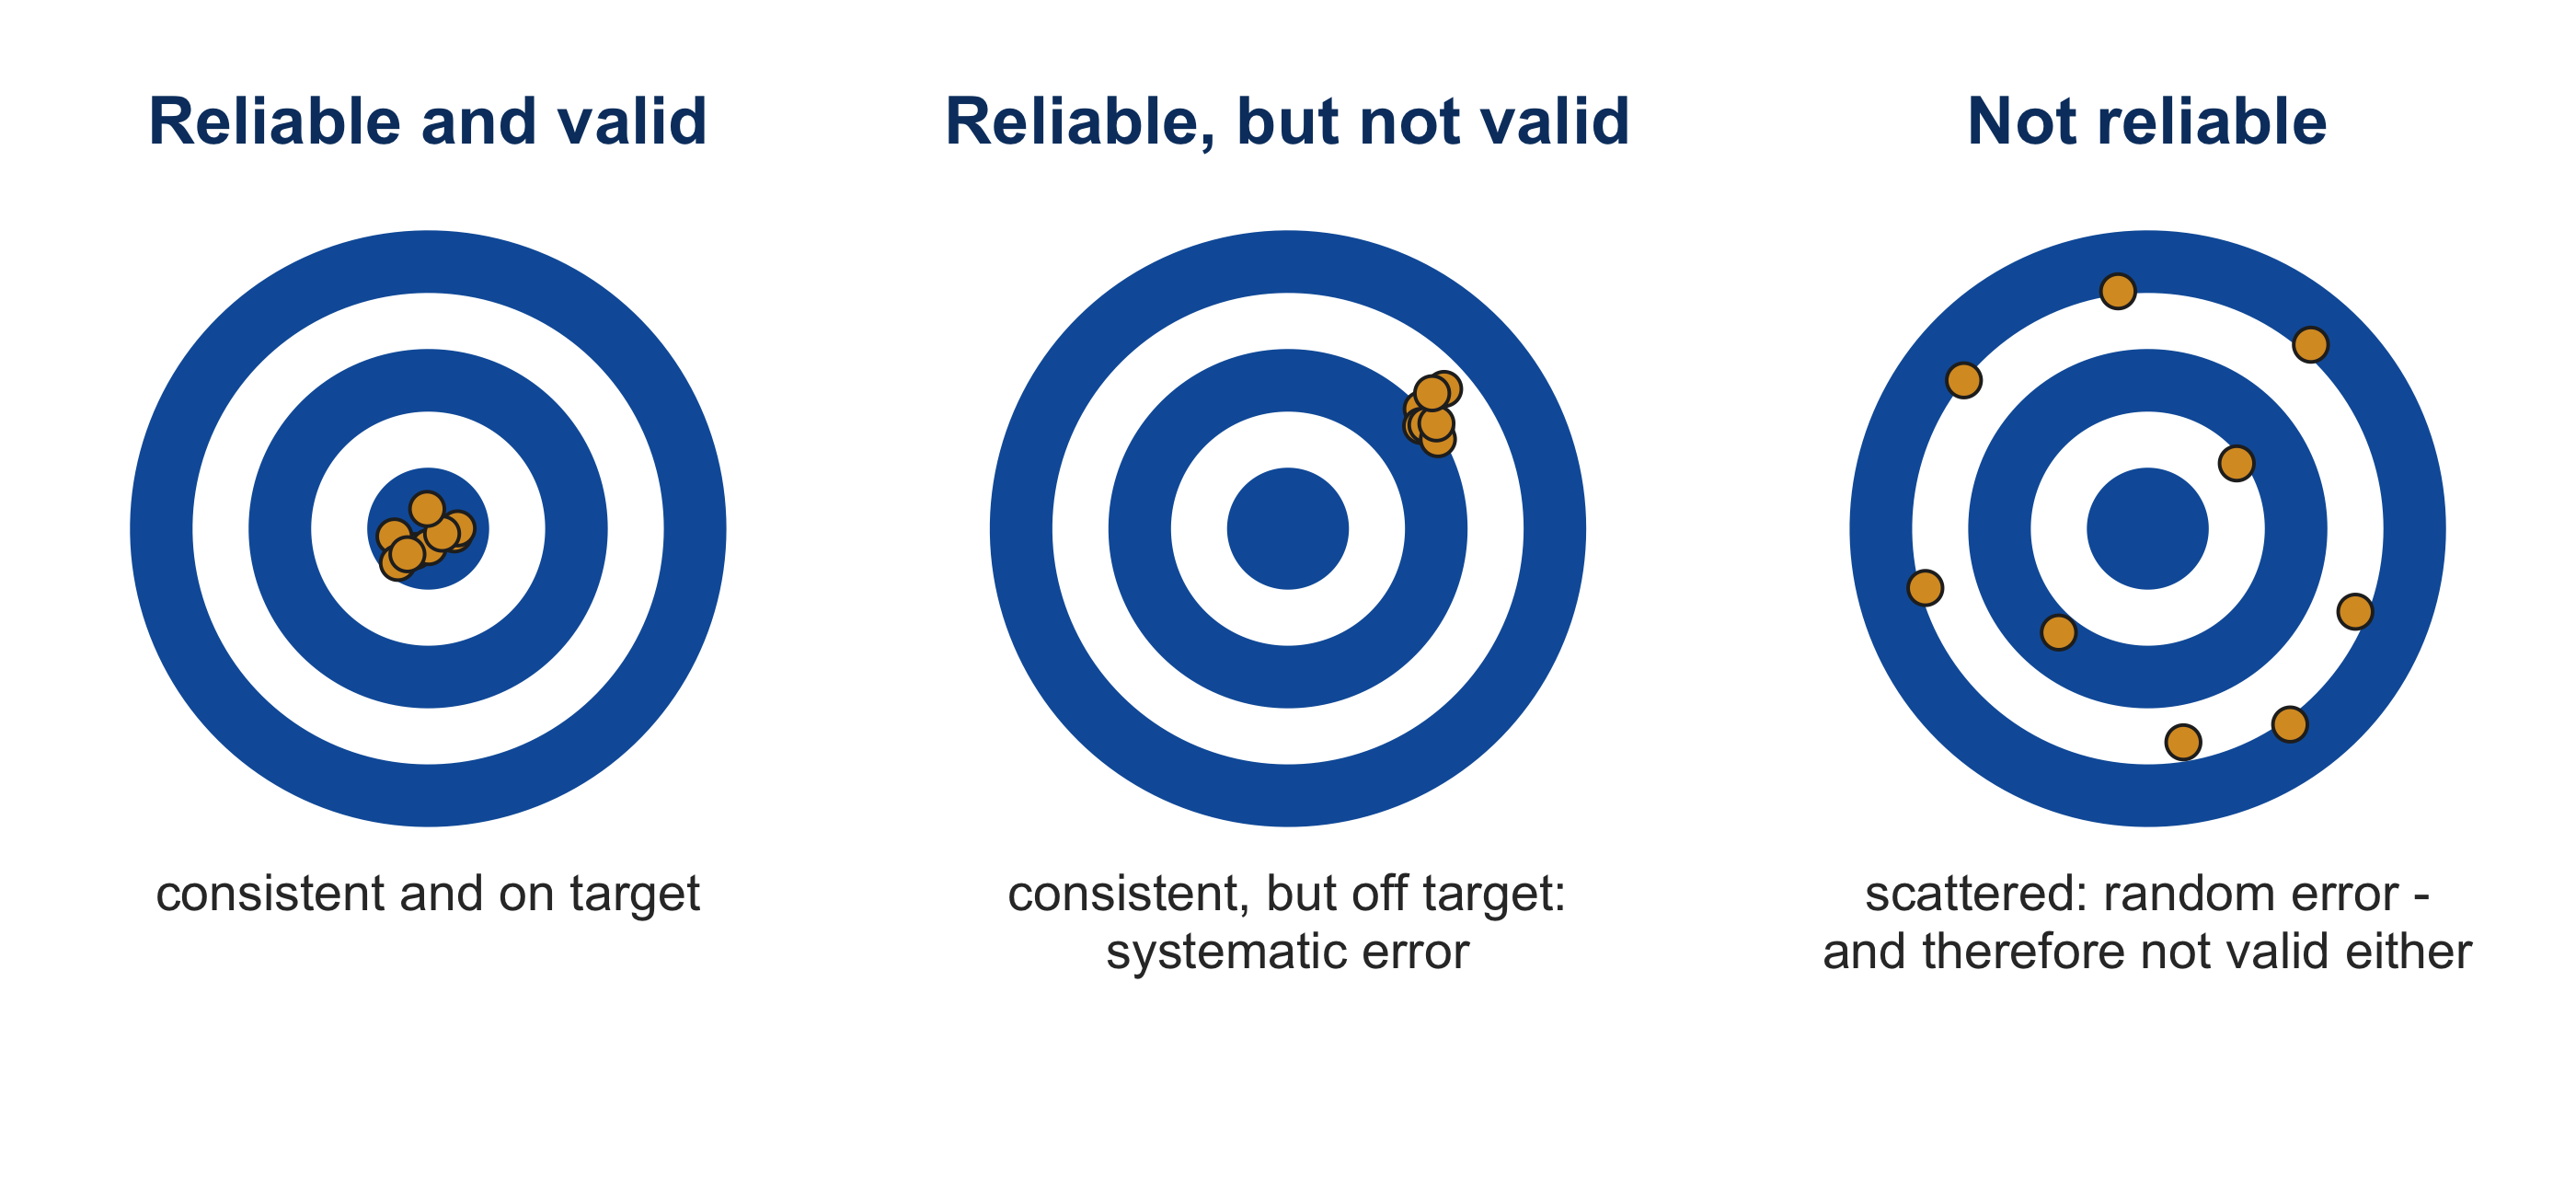 Reliable and valid
Reliable, but not valid
Not reliable
consistent and on target
consistent, but off target:
systematic error
scattered: random error -
and therefore not valid either